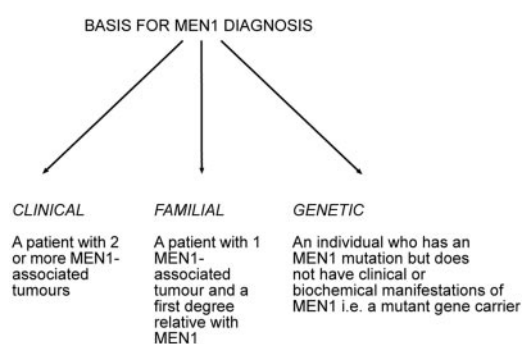 BASIS FOR MEN1 DIAGNOSIS
CLINICAL
A patient with 2
or more MEN1-
associated
tumours
FAMILIAL
A patient with 1
MEN1-
associated
tumour and a
first degree
relative with
MEN1
GENETIC
An individual who has an
MEN1 mutation but does
not have clinical or
biochemical manifestations of
MEN1 i.e. a mutant gene carrier